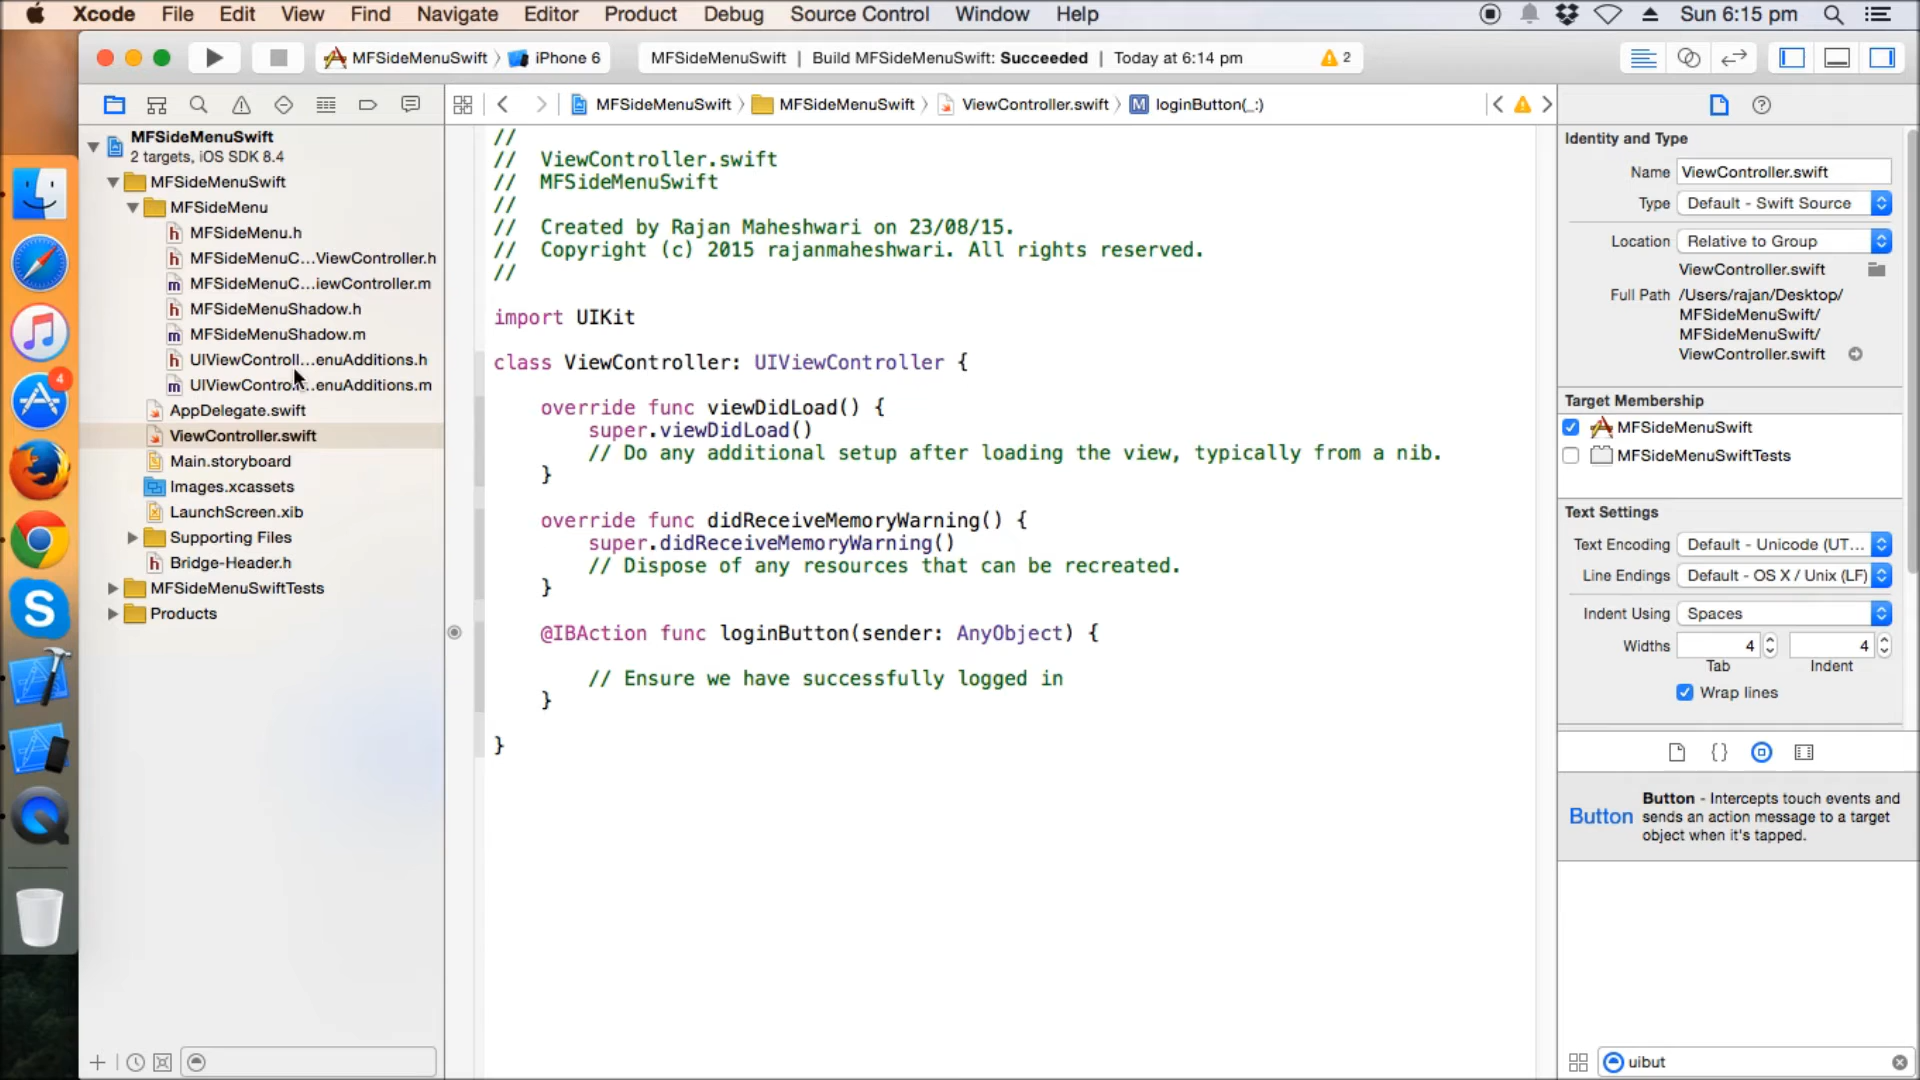 Xcode File Edit View Find Navigate Editor Product Debug Source Control Window Help Sun 6:15 pm
MFSideMenuSwift iPhone 6 MFSideMenuSwift | Build MFSideMenuSwift: Succeeded | Today at 6:14 pm 2
MFSideMenuSwift MFSideMenuSwift ViewController.swift M loginButton(_:)
MFSideMenuSwift
2 targets, iOS SDK 8.4
MFSideMenuSwift
MFSideMenu
h MFSideMenu.h
h MFSideMenuC...ViewController.h
m MFSideMenuC...iewController.m
h MFSideMenuShadow.h
m MFSideMenuShadow.m
h UIViewControll...enuAdditions.h
m UIViewControl...enuAdditions.m
AppDelegate.swift
ViewController.swift
Main.storyboard
Images.xcassets
LaunchScreen.xib
Supporting Files
h Bridge-Header.h
MFSideMenuSwiftTests
Products
4
//
// ViewController.swift
// MFSideMenuSwift
//
// Created by Rajan Maheshwari on 23/08/15.
// Copyright (c) 2015 rajanmaheshwari. All rights reserved.
//
import UIKit
class ViewController: UIViewController {
override func viewDidLoad() {
super.viewDidLoad()
// Do any additional setup after loading the view, typically from a nib.
}
override func didReceiveMemoryWarning() {
super.didReceiveMemoryWarning()
// Dispose of any resources that can be recreated.
}
@IBAction func loginButton(sender: AnyObject) {
// Ensure we have successfully logged in
}
}
Identity and Type
Name ViewController.swift
Type Default - Swift Source
Location Relative to Group
ViewController.swift
Full Path /Users/rajan/Desktop/
MFSideMenuSwift/
MFSideMenuSwift/
ViewController.swift
Target Membership
MFSideMenuSwift
MFSideMenuSwiftTests
Text Settings
Text Encoding Default - Unicode (UT...
Line Endings Default - OS X / Unix (LF)
Indent Using Spaces
Widths 4 4
Tab Indent
Wrap lines
{}
Button Button - Intercepts touch events and
sends an action message to a target
object when it's tapped.
uibut